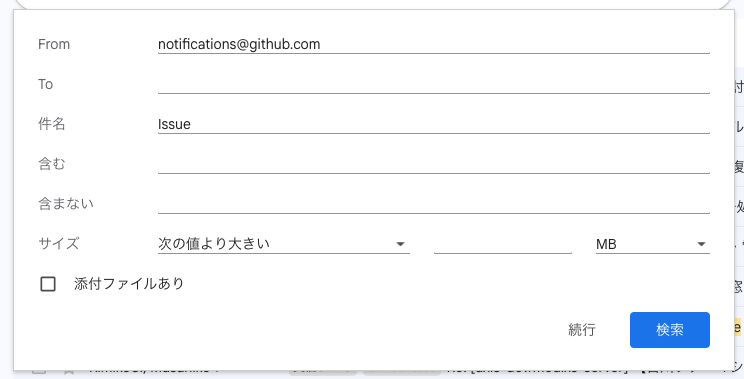 From notifications@github.com
To
件名 Issue
含む
含まない
サイズ 次の値より大きい MB
添付ファイルあり
続行 検索